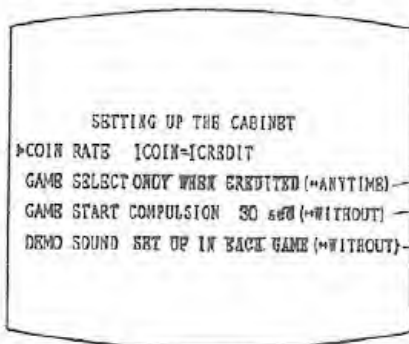 SETTING UP THE CABINET
▶COIN RATE 1COIN=1CREDIT
GAME SELECT ONLY WHEN CREDITED (↔ANYTIME)
GAME START COMPULSION 30 sec (↔WITHOUT)
DEMO SOUND SET UP IN EACH GAME (↔WITHOUT)